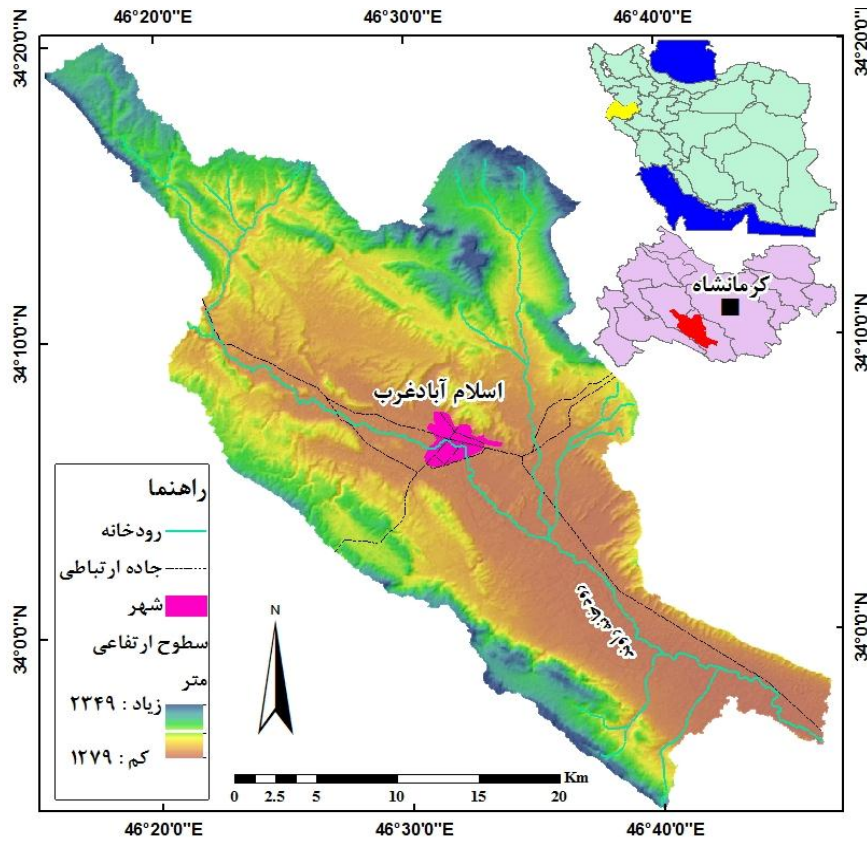 46°20'0"E
46°30'0"E
46°40'0"E
34°20'0"N
34°20'0"N
کرمانشاه
34°10'0"N
34°10'0"N
اسلام آبادغرب
راهنما
رودخانه
جاده ارتباطی
شهر
سطوح ارتفاعی
متر
زیاد : ۲۳۴۹
کم : ۱۲۷۹
رودخانه راوند
34°0'0"N
34°0'0"N
N
Km
0 2.5 5 10 15 20
46°20'0"E
46°30'0"E
46°40'0"E